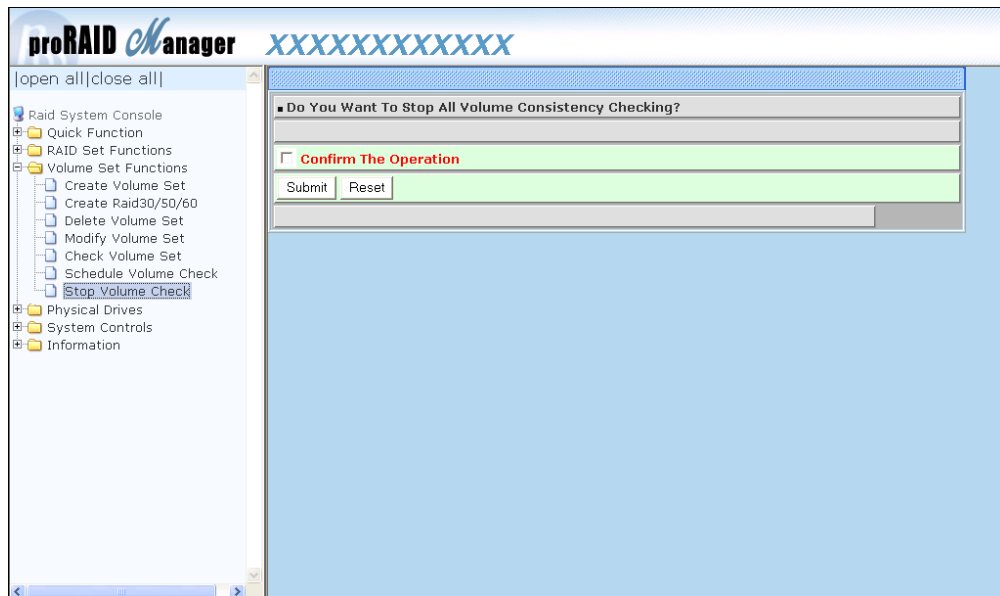 proRAID Manager XXXXXXXXXXXX
|open all|close all|
Raid System Console
Quick Function
RAID Set Functions
Volume Set Functions
Create Volume Set
Create Raid30/50/60
Delete Volume Set
Modify Volume Set
Check Volume Set
Schedule Volume Check
Stop Volume Check
Physical Drives
System Controls
Information
Do You Want To Stop All Volume Consistency Checking?
Confirm The Operation
Submit Reset